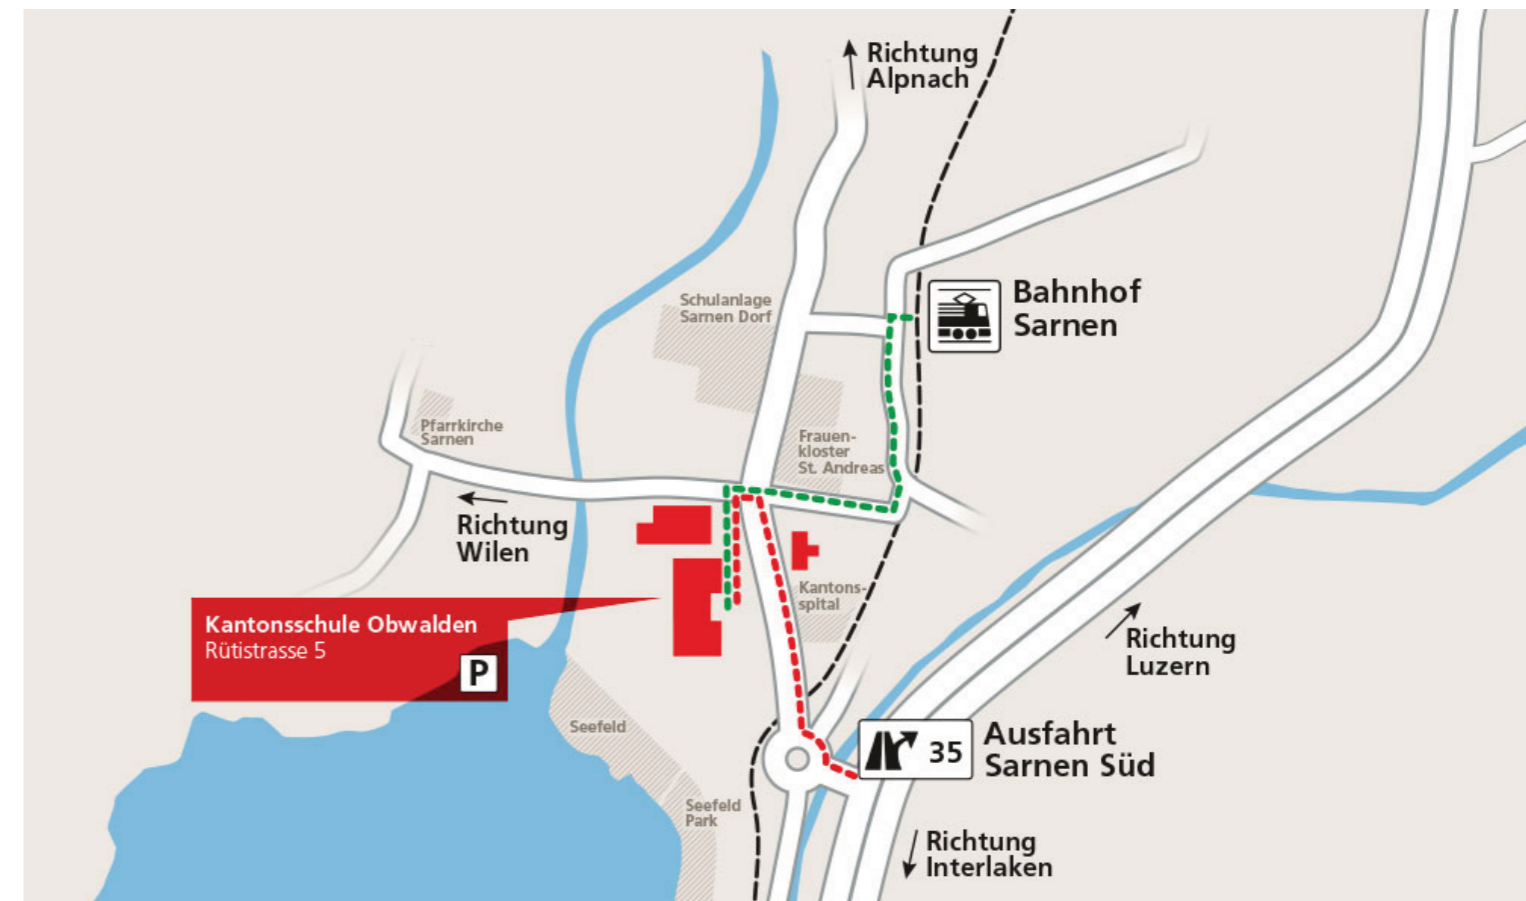 Richtung
Alpnach
Bahnhof
Sarnen
Schulanlage
Sarnen Dorf
Pfarrkirche
Sarnen
Frauen-
kloster
St. Andreas
Richtung
Wilen
Kantons-
spital
Kantonsschule Obwalden
Rütistrasse 5
P
Richtung
Luzern
Seefeld
35
Ausfahrt
Sarnen Süd
Seefeld
Park
Richtung
Interlaken